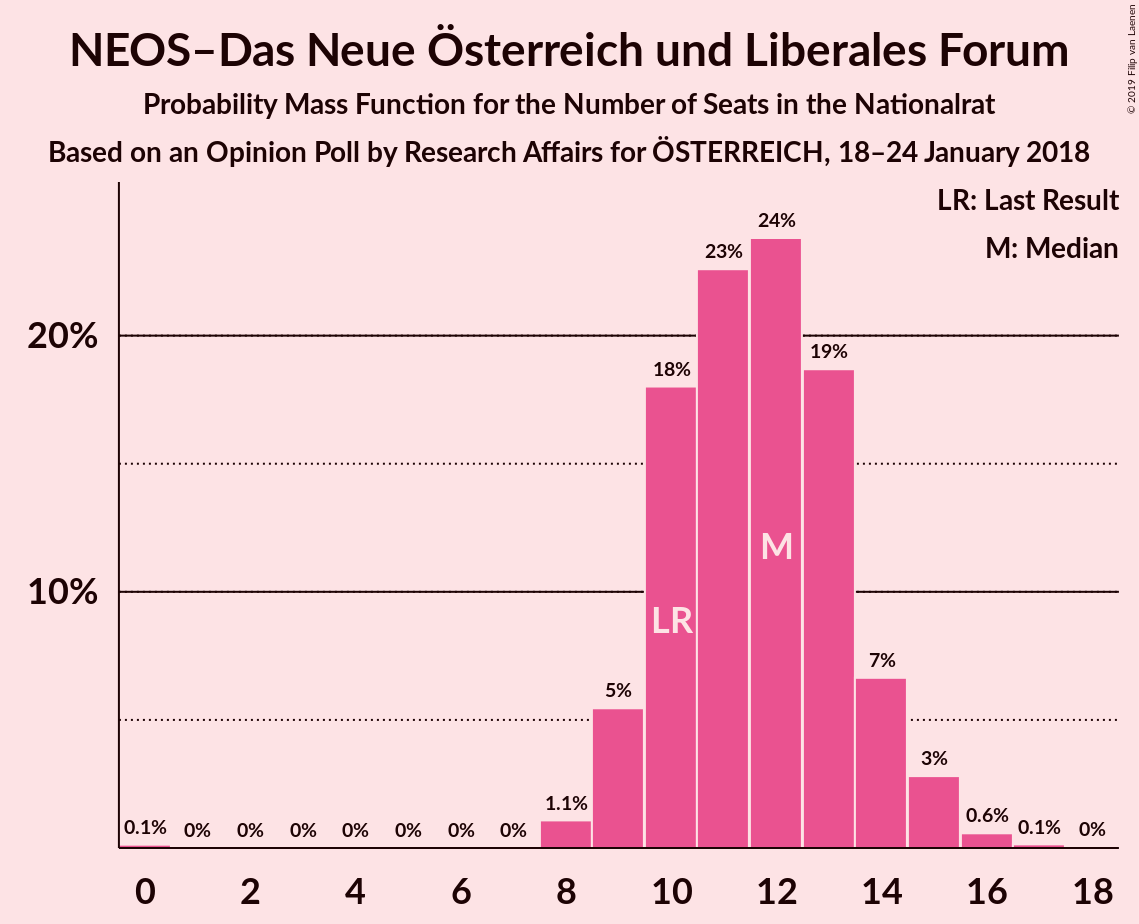 NEOS–Das Neue Österreich und Liberales Forum
Probability Mass Function for the Number of Seats in the Nationalrat
Based on an Opinion Poll by Research Affairs for ÖSTERREICH, 18–24 January 2018
© 2019 Filip van Laenen
LR: Last Result
M: Median
20%
10%
0.1% 0% 0% 0% 0% 0% 0% 0% 1.1% 5% 18% 23% 24% 19% 7% 3% 0.6% 0.1% 0%
LR
M
0 2 4 6 8 10 12 14 16 18